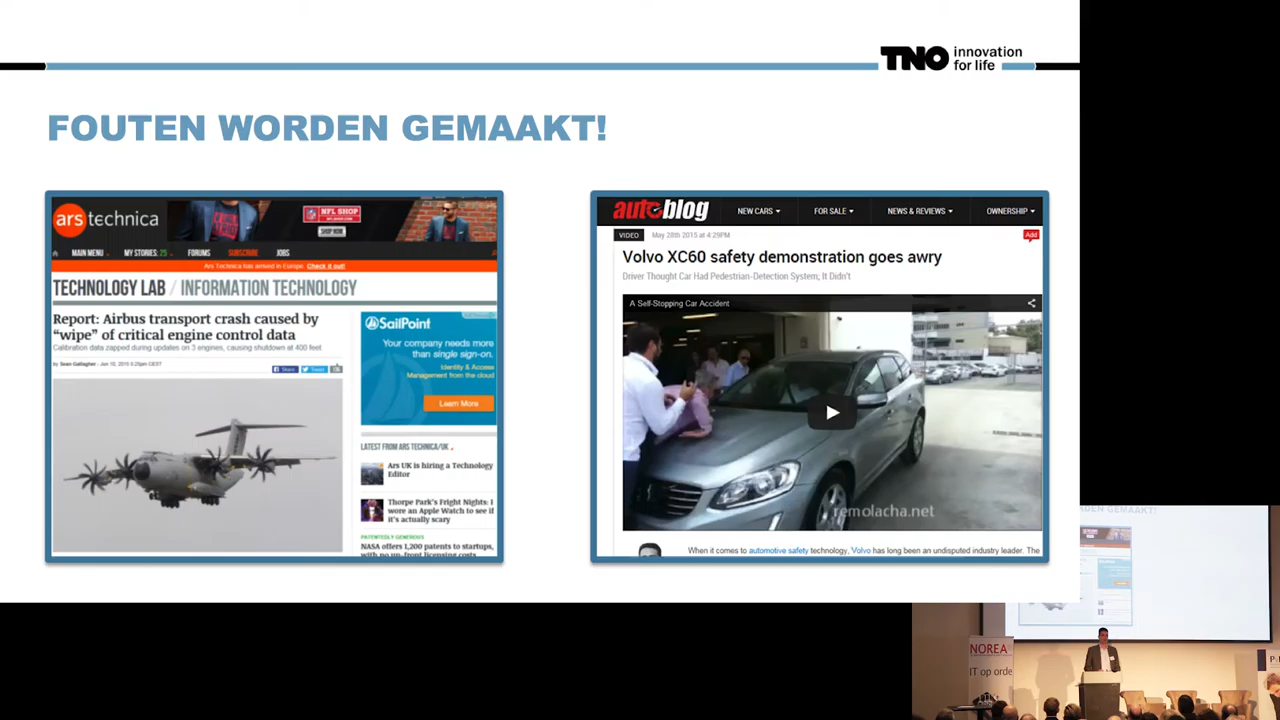 TNO innovation
for life
FOUTEN WORDEN GEMAAKT!
ars technica
NFL SHOP
SHOP NOW
MAIN MENU
MY STORIES: 25
FORUMS
SUBSCRIBE
JOBS
Ars Technica has arrived in Europe. Check it out!
TECHNOLOGY LAB / INFORMATION TECHNOLOGY
Report: Airbus transport crash caused by
“wipe” of critical engine control data
Calibration data zapped during updates on 3 engines, causing shutdown at 400 feet
by Sean Gallagher - Jun 10, 2015 6:29pm CEST
Share
Tweet
SailPoint
Your company needs more
than single sign-on.
Identity & Access
Management from the cloud
Learn More
LATEST FROM ARS TECHNICA/UK
Ars UK is hiring a Technology
Editor
Thorpe Park's Fright Nights: I
wore an Apple Watch to see if
it's actually scary
PATENTEDLY GENEROUS
NASA offers 1,200 patents to startups,
with no up-front licensing costs
autoblog
NEW CARS
FOR SALE
NEWS & REVIEWS
OWNERSHIP
VIDEO
May 28th 2015 at 4:29PM
Add
Volvo XC60 safety demonstration goes awry
Driver Thought Car Had Pedestrian-Detection System; It Didn't
A Self-Stopping Car Accident
remolacha.net
When it comes to automotive safety technology, Volvo has long been an undisputed industry leader. The
RDEN GEMAAKT!
NOREA
IT op orde